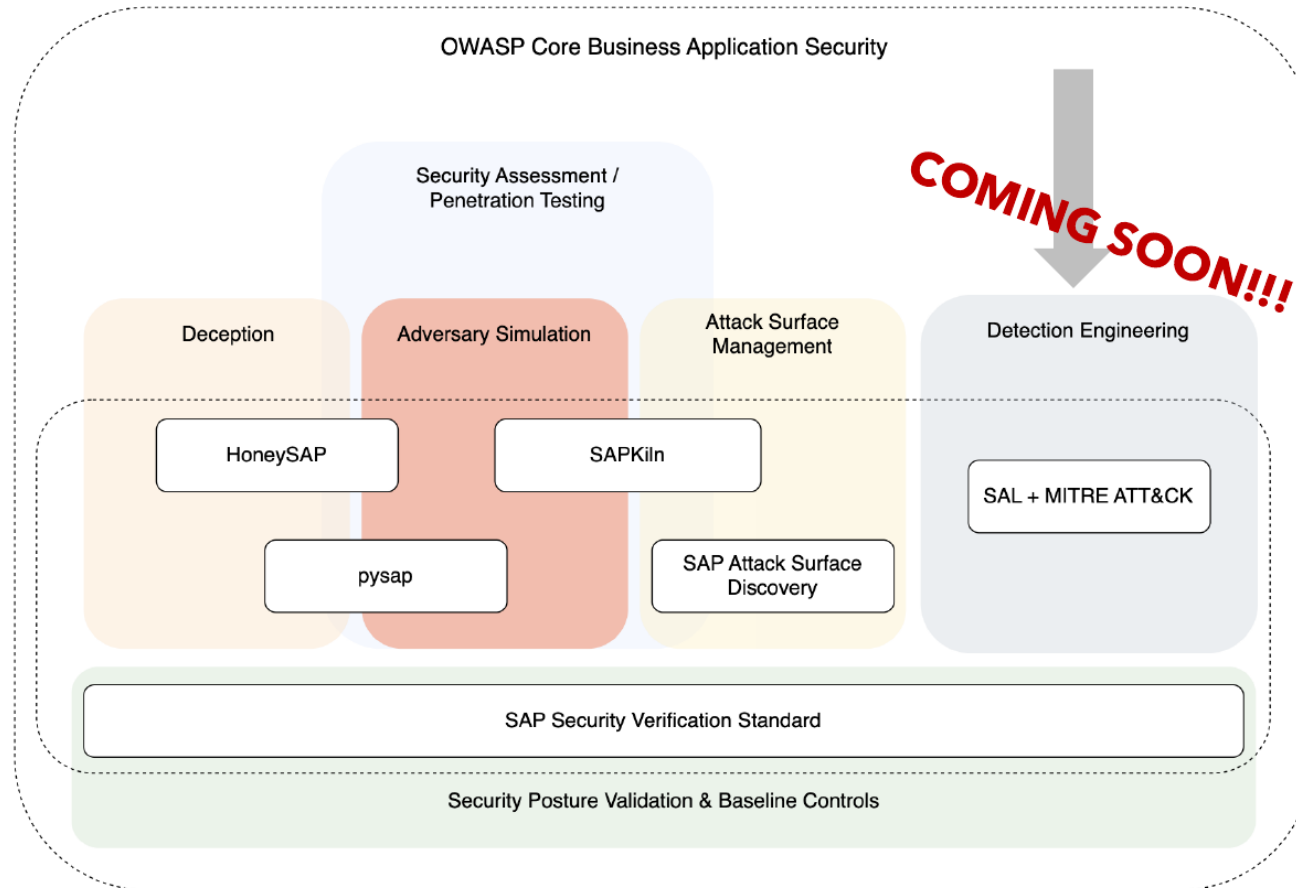 OWASP Core Business Application Security
COMING SOON!!!
Security Assessment /
Penetration Testing
Deception
Adversary Simulation
Attack Surface
Management
Detection Engineering
HoneySAP
SAPKiln
SAL + MITRE ATT&CK
pysap
SAP Attack Surface
Discovery
SAP Security Verification Standard
Security Posture Validation & Baseline Controls